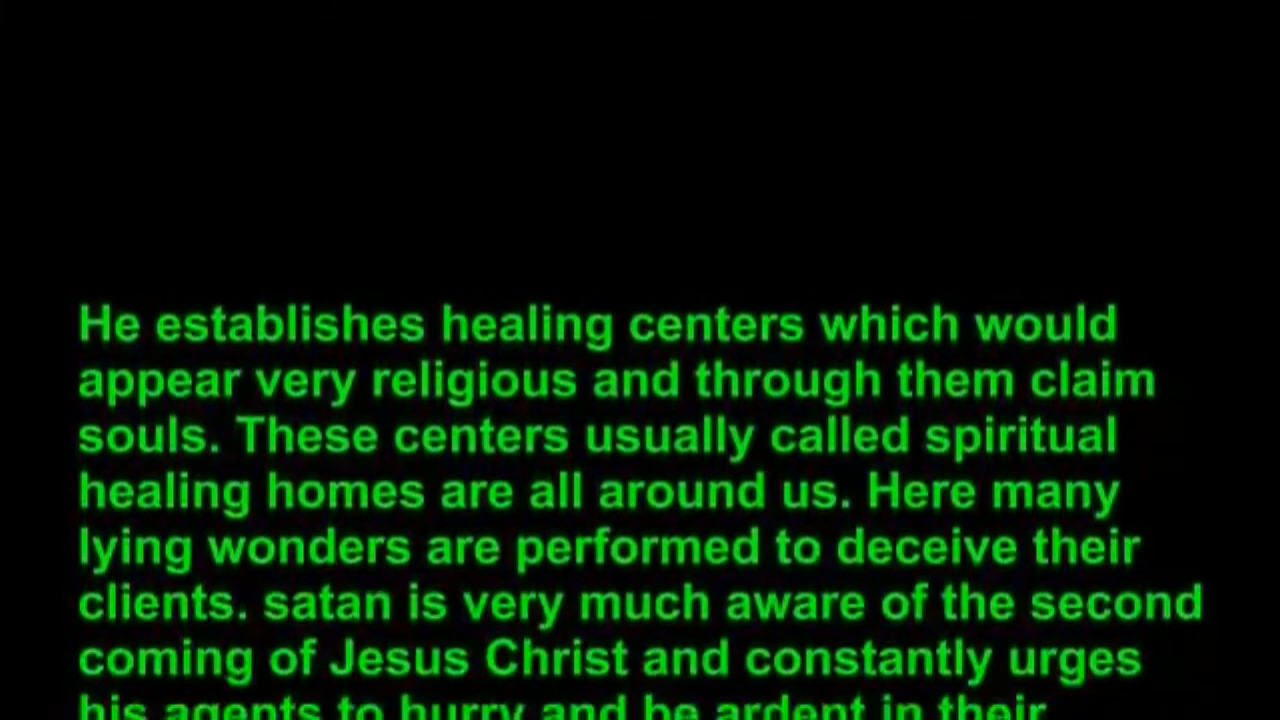 He establishes healing centers which would
appear very religious and through them claim
souls. These centers usually called spiritual
healing homes are all around us. Here many
lying wonders are performed to deceive their
clients. satan is very much aware of the second
coming of Jesus Christ and constantly urges
his agents to hurry and be ardent in their